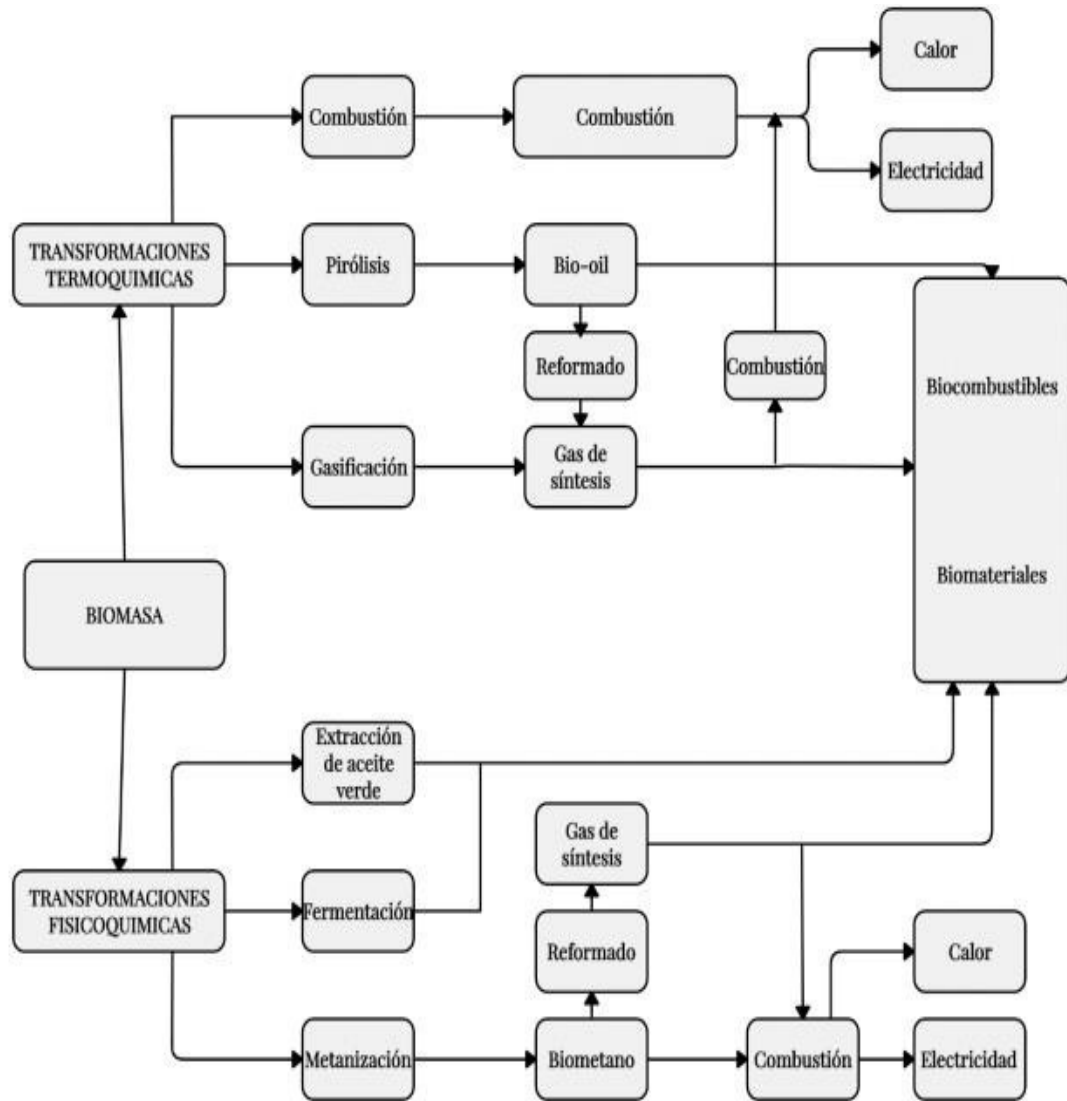 Calor
Combustión
Combustión
Electricidad
TRANSFORMACIONES
TERMOQUIMICAS
Pirólisis
Bio-oil
Reformado
Combustión
Biocombustibles
Gasificación
Gas de
síntesis
Biomateriales
BIOMASA
Extracción
de aceite
verde
Gas de
síntesis
TRANSFORMACIONES
FISICOQUIMICAS
Fermentación
Reformado
Calor
Metanización
Biometano
Combustión
Electricidad